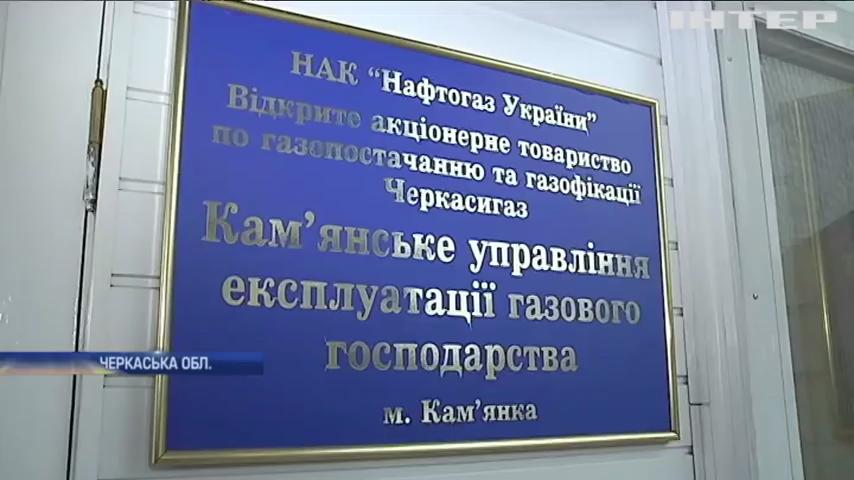 ІНТЕР
НАК “Нафтогаз України”
Відкрите акціонерне товариство
по газопостачанню та газофікації
Черкасигаз
Кам’янське управління
експлуатації газового
господарства
м. Кам’янка
ЧЕРКАСЬКА ОБЛ.